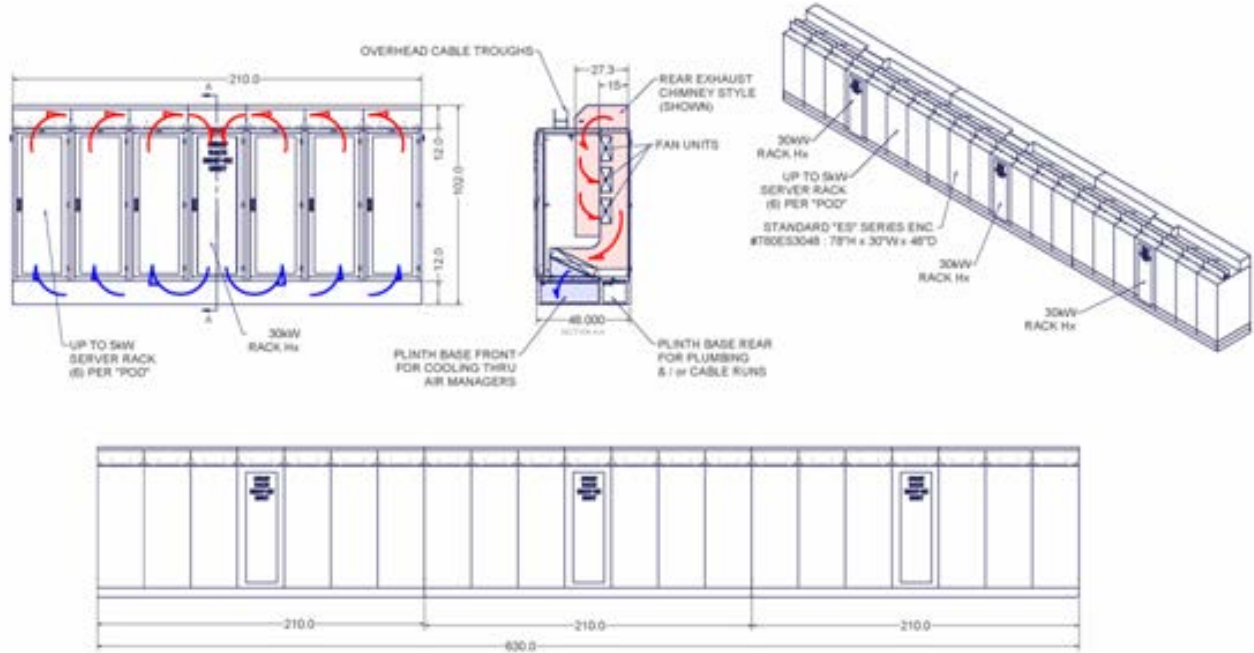 OVERHEAD CABLE TROUGHS
210.0
A
12.0
102.0
12.0
A
UP TO 5kW
SERVER RACK
(6) PER "POD"
30kW
RACK Hx
27.3
15
REAR EXHAUST
CHIMNEY STYLE
(SHOWN)
FAN UNITS
48.000
PLINTH BASE FRONT
FOR COOLING THRU
AIR MANAGERS
PLINTH BASE REAR
FOR PLUMBING
& / or CABLE RUNS
30kW
RACK Hx
UP TO 5kW
SERVER RACK
(6) PER "POD"
STANDARD "ES" SERIES ENC
#T80ES3048 : 78"H x 30"W x 48"D
30kW
RACK Hx
30kW
RACK Hx
210.0
210.0
210.0
630.0